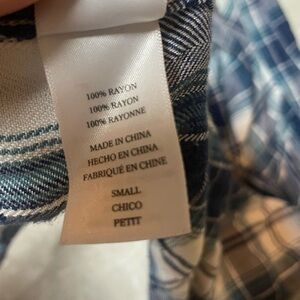 100% RAYON
100% RAYON
100% RAYONNE
MADE IN CHINA
HECHO EN CHINA
FABRIQUÉ EN CHINE
SMALL
CHICO
PETIT